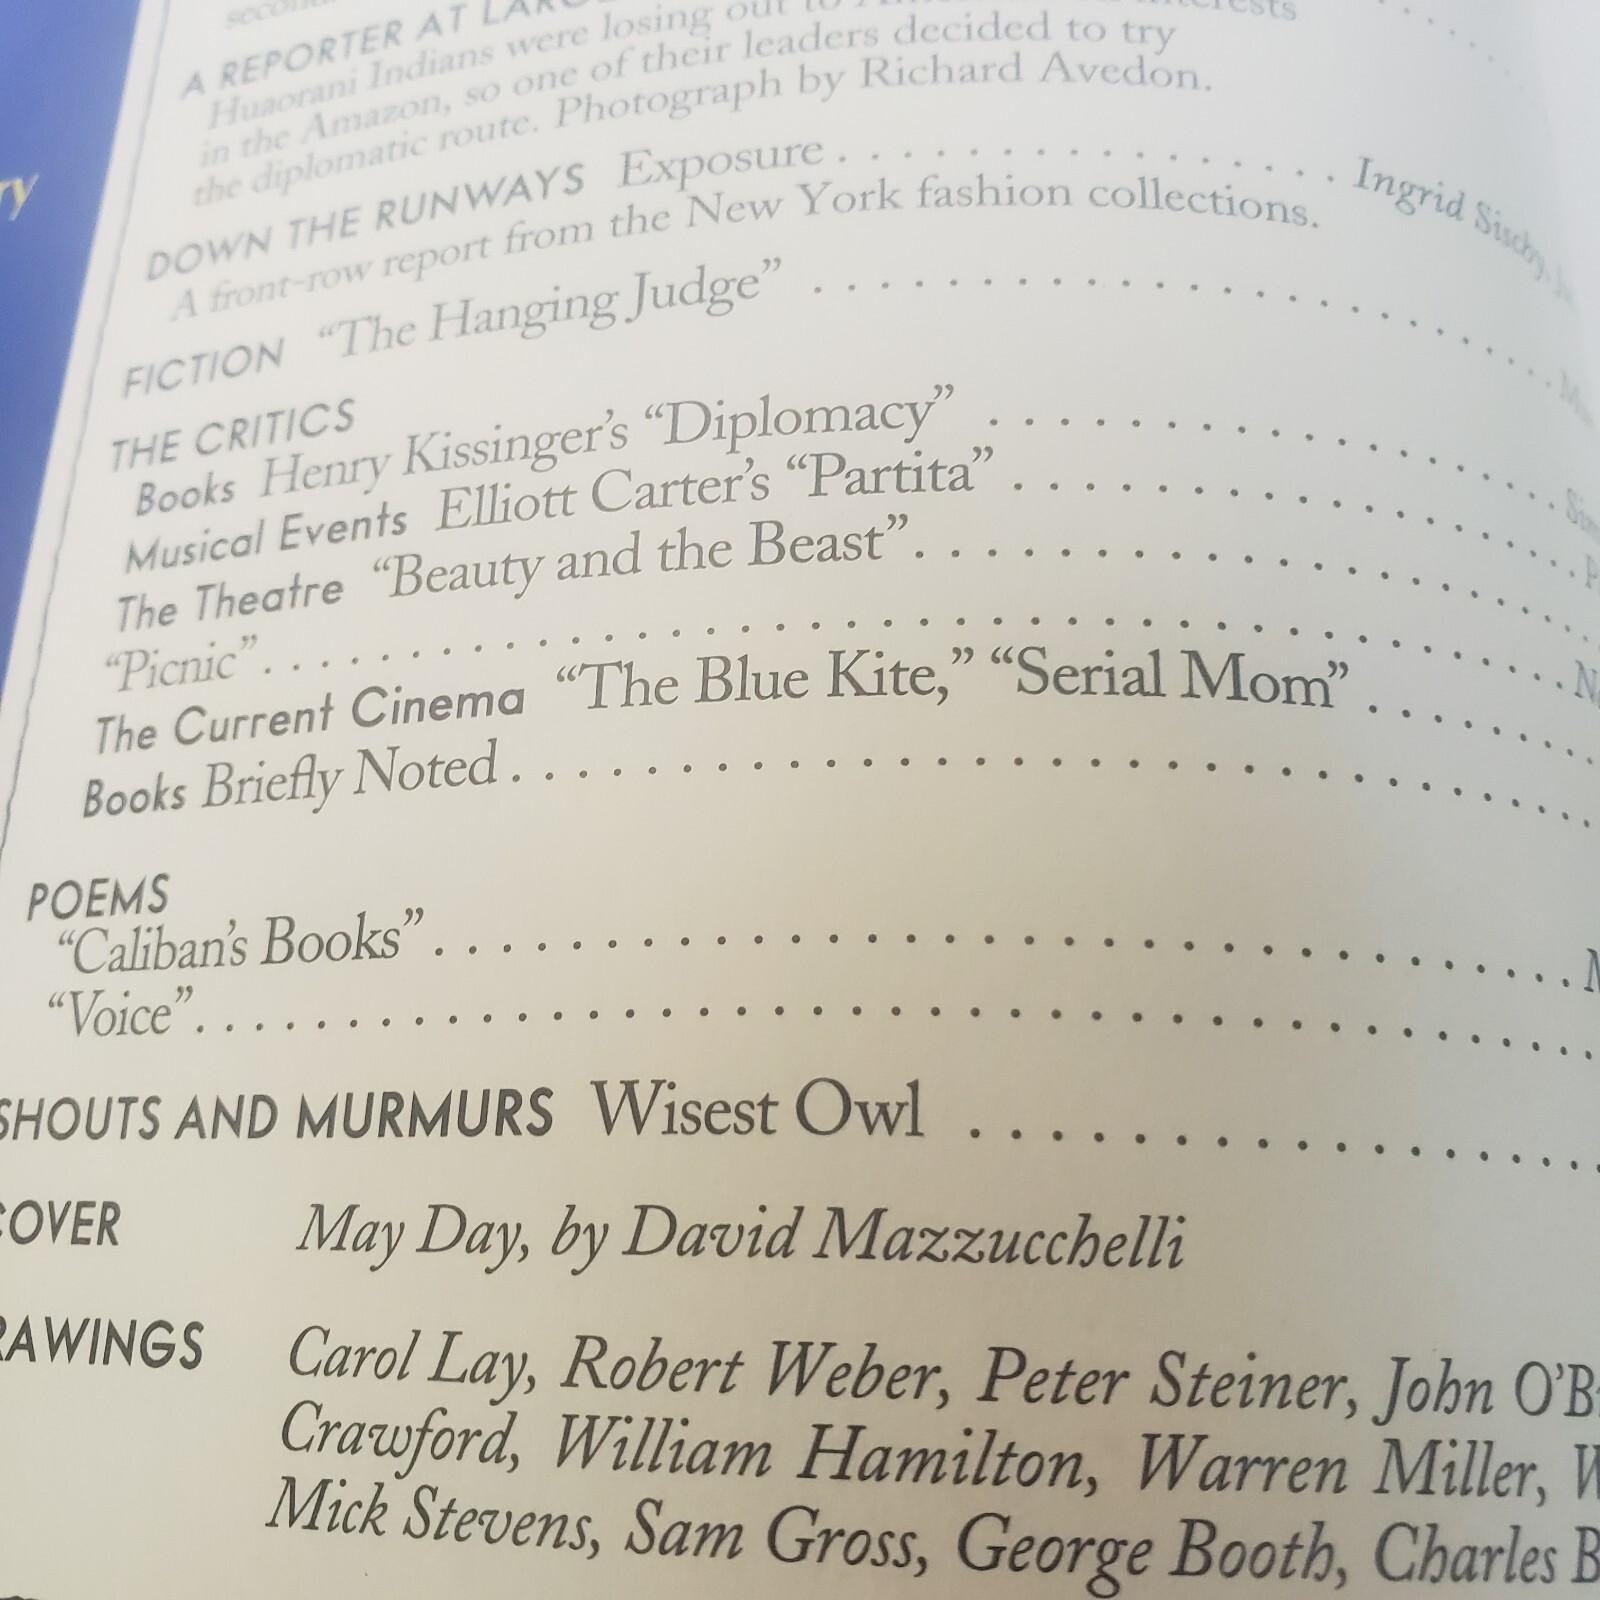 A REPORTER AT
Huaorani Indians were losing out to
in the Amazon, so one of their leaders decided to try
the diplomatic route. Photograph by Richard Avedon.
DOWN THE RUNWAYS Exposure . . . . . . . . . . . . . . . . Ingrid Sischy,
A front-row report from the New York fashion collections.
FICTION “The Hanging Judge” . . . . . . . . . . . . . . . . . . . .
THE CRITICS
Books Henry Kissinger’s “Diplomacy” . . . . . . . . . . . . . . . .
Musical Events Elliott Carter’s “Partita” . . . . . . . . . . . . . . . .
The Theatre “Beauty and the Beast” . . . . . . . . . . . . . . . . . .
“Picnic” . . . . . . . . . . . . . . . . . . . . . . . . . . . . . .
The Current Cinema “The Blue Kite,” “Serial Mom” . . . . . . .
Books Briefly Noted . . . . . . . . . . . . . . . . . . . . . . . .
POEMS
“Caliban’s Books” . . . . . . . . . . . . . . . . . . . . . . . . . .
“Voice” . . . . . . . . . . . . . . . . . . . . . . . . . . . . . .
SHOUTS AND MURMURS Wisest Owl . . . . . . . . . . . . . .
COVER May Day, by David Mazzucchelli
RAWINGS Carol Lay, Robert Weber, Peter Steiner, John O’B
Crawford, William Hamilton, Warren Miller, W
Mick Stevens, Sam Gross, George Booth, Charles B